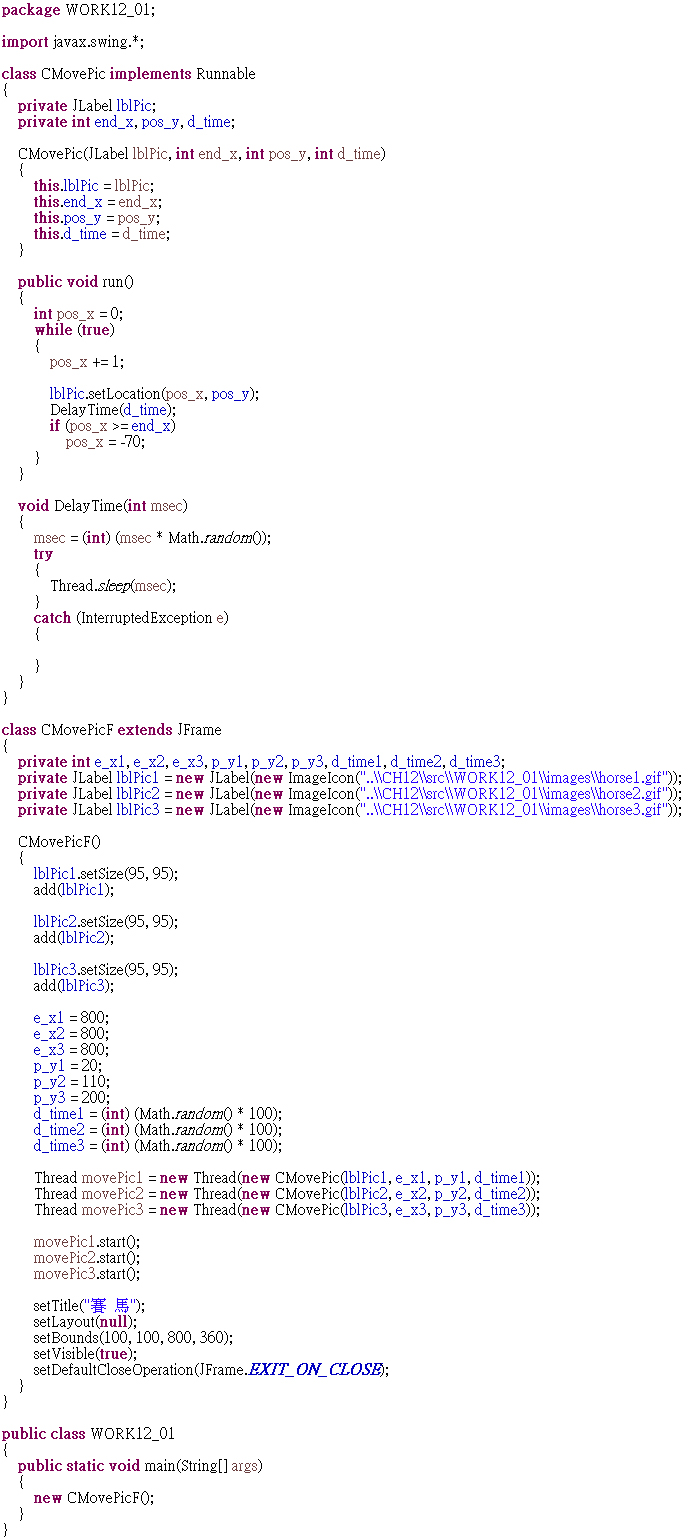 package WORK12_01;
import javax.swing.*;
class CMovePic implements Runnable
{
    private JLabel lblPic;
    private int end_x, pos_y, d_time;
    CMovePic(JLabel lblPic, int end_x, int pos_y, int d_time)
    {
        this.lblPic = lblPic;
        this.end_x = end_x;
        this.pos_y = pos_y;
        this.d_time = d_time;
    }
    public void run()
    {
        int pos_x = 0;
        while (true)
        {
            pos_x += 1;
            lblPic.setLocation(pos_x, pos_y);
            DelayTime(d_time);
            if (pos_x >= end_x)
                pos_x = -70;
        }
    }
    void DelayTime(int msec)
    {
        msec = (int) (msec * Math.random());
        try
        {
            Thread.sleep(msec);
        }
        catch (InterruptedException e)
        {
        }
    }
}
class CMovePicF extends JFrame
{
    private int e_x1, e_x2, e_x3, p_y1, p_y2, p_y3, d_time1, d_time2, d_time3;
    private JLabel lblPic1 = new JLabel(new ImageIcon("..\\CH12\\src\\WORK12_01\\images\\horse1.gif"));
    private JLabel lblPic2 = new JLabel(new ImageIcon("..\\CH12\\src\\WORK12_01\\images\\horse2.gif"));
    private JLabel lblPic3 = new JLabel(new ImageIcon("..\\CH12\\src\\WORK12_01\\images\\horse3.gif"));
    CMovePicF()
    {
        lblPic1.setSize(95, 95);
        add(lblPic1);
        lblPic2.setSize(95, 95);
        add(lblPic2);
        lblPic3.setSize(95, 95);
        add(lblPic3);
        e_x1 = 800;
        e_x2 = 800;
        e_x3 = 800;
        p_y1 = 20;
        p_y2 = 110;
        p_y3 = 200;
        d_time1 = (int) (Math.random() * 100);
        d_time2 = (int) (Math.random() * 100);
        d_time3 = (int) (Math.random() * 100);
        Thread movePic1 = new Thread(new CMovePic(lblPic1, e_x1, p_y1, d_time1));
        Thread movePic2 = new Thread(new CMovePic(lblPic2, e_x2, p_y2, d_time2));
        Thread movePic3 = new Thread(new CMovePic(lblPic3, e_x3, p_y3, d_time3));
        movePic1.start();
        movePic2.start();
        movePic3.start();
        setTitle("賽 馬");
        setLayout(null);
        setBounds(100, 100, 800, 360);
        setVisible(true);
        setDefaultCloseOperation(JFrame.EXIT_ON_CLOSE);
    }
}
public class WORK12_01
{
    public static void main(String[] args)
    {
        new CMovePicF();
    }
}